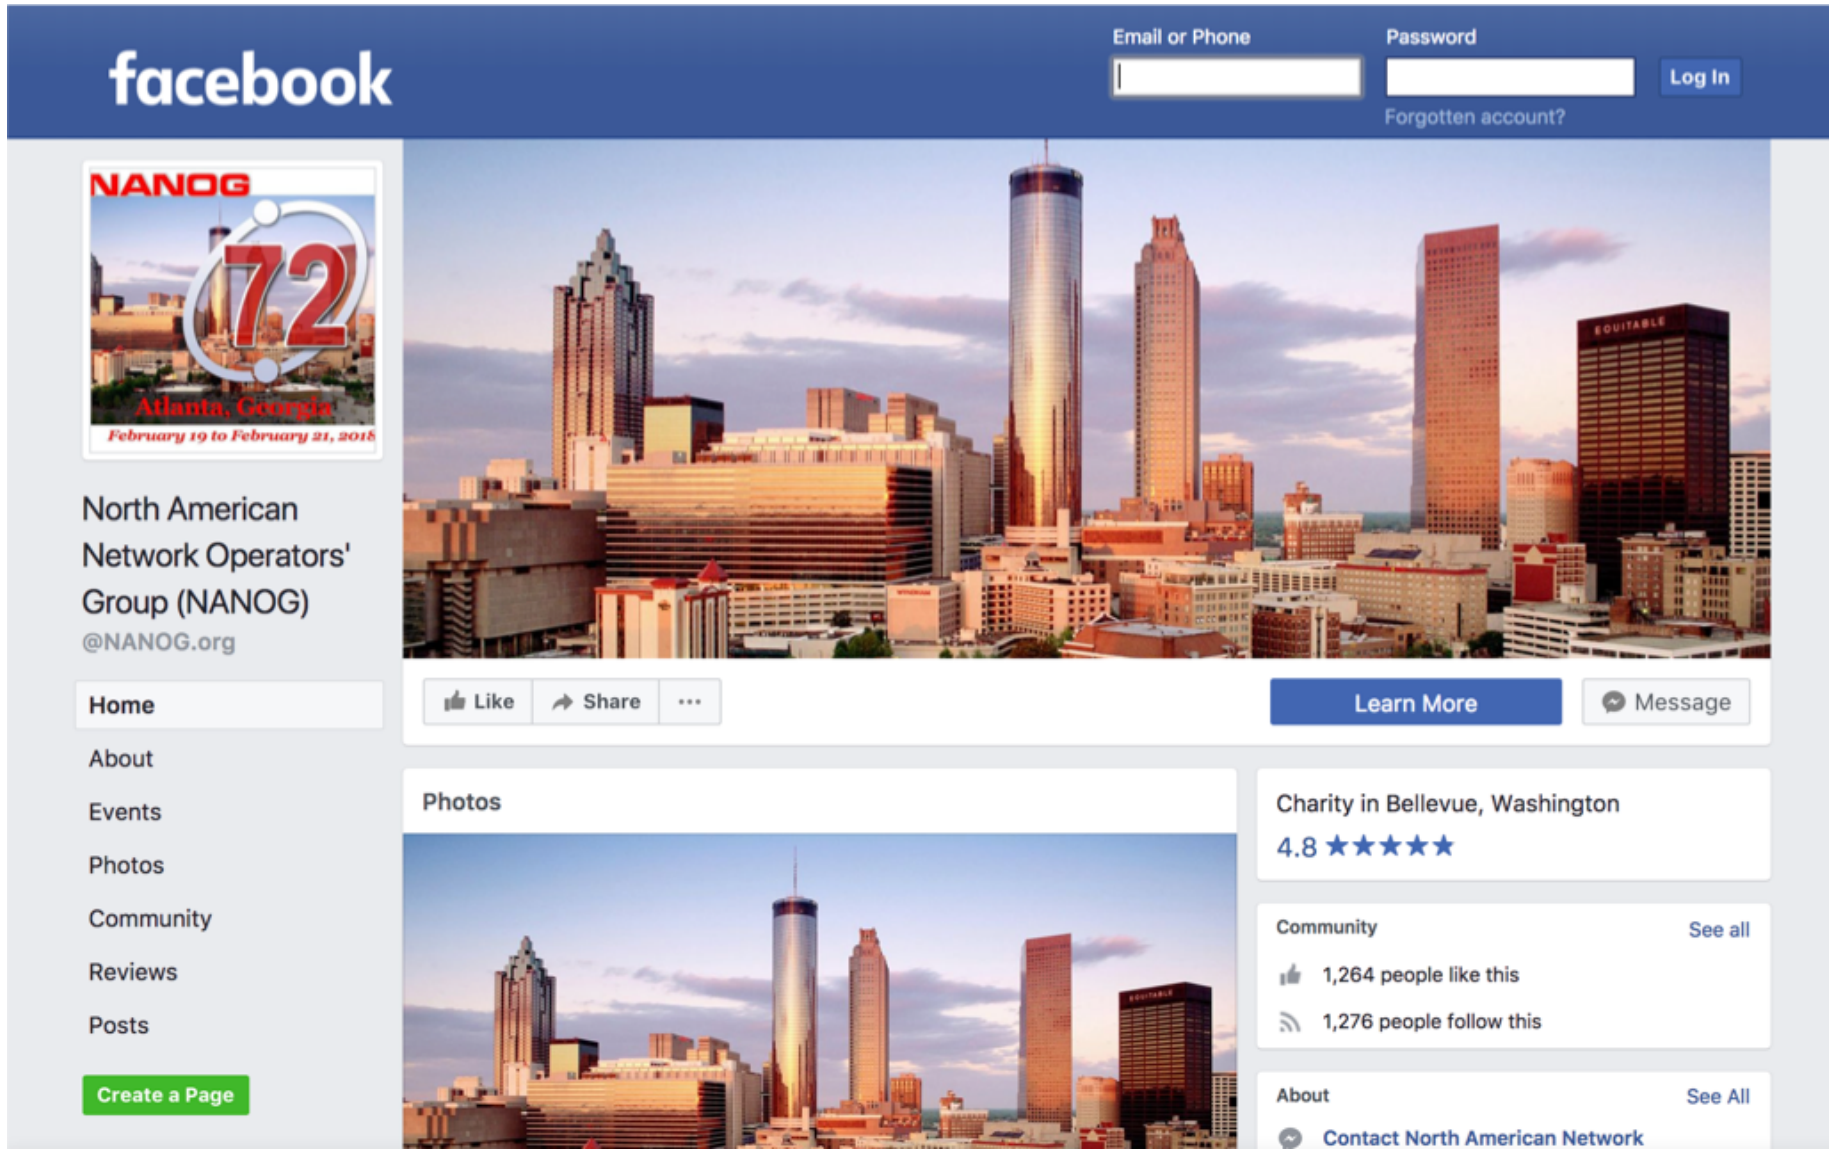 facebook
Email or Phone
Password
Log In
Forgotten account?
NANOG
72
Atlanta, Georgia
February 19 to February 21, 2018
North American
Network Operators'
Group (NANOG)
@NANOG.org
Home
About
Events
Photos
Community
Reviews
Posts
Create a Page
EQUITABLE
Like
Share
...
Learn More
Message
Photos
EQUITABLE
Charity in Bellevue, Washington
4.8 ★★★★★
Community
See all
1,264 people like this
1,276 people follow this
About
See All
Contact North American Network